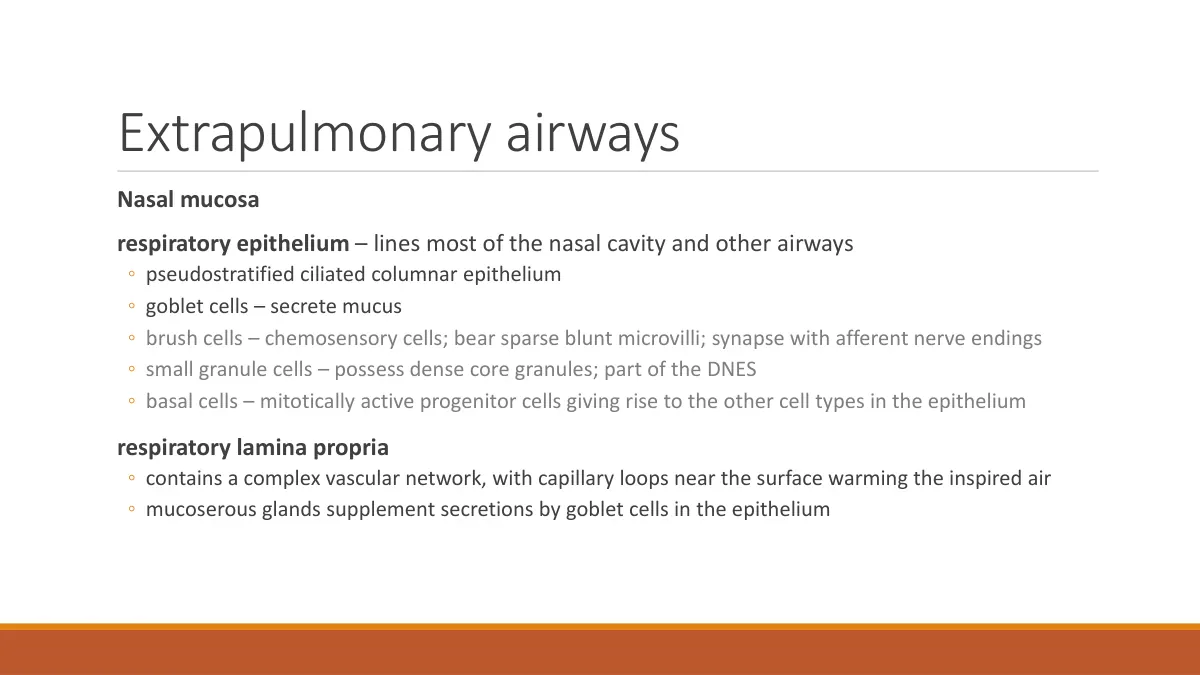 Extrapulmonary airways
Nasal mucosa
respiratory epithelium – lines most of the nasal cavity and other airways
◦ pseudostratified ciliated columnar epithelium
◦ goblet cells – secrete mucus
◦ brush cells – chemosensory cells; bear sparse blunt microvilli; synapse with afferent nerve endings
◦ small granule cells – possess dense core granules; part of the DNES
◦ basal cells – mitotically active progenitor cells giving rise to the other cell types in the epithelium
respiratory lamina propria
◦ contains a complex vascular network, with capillary loops near the surface warming the inspired air
◦ mucoserous glands supplement secretions by goblet cells in the epithelium